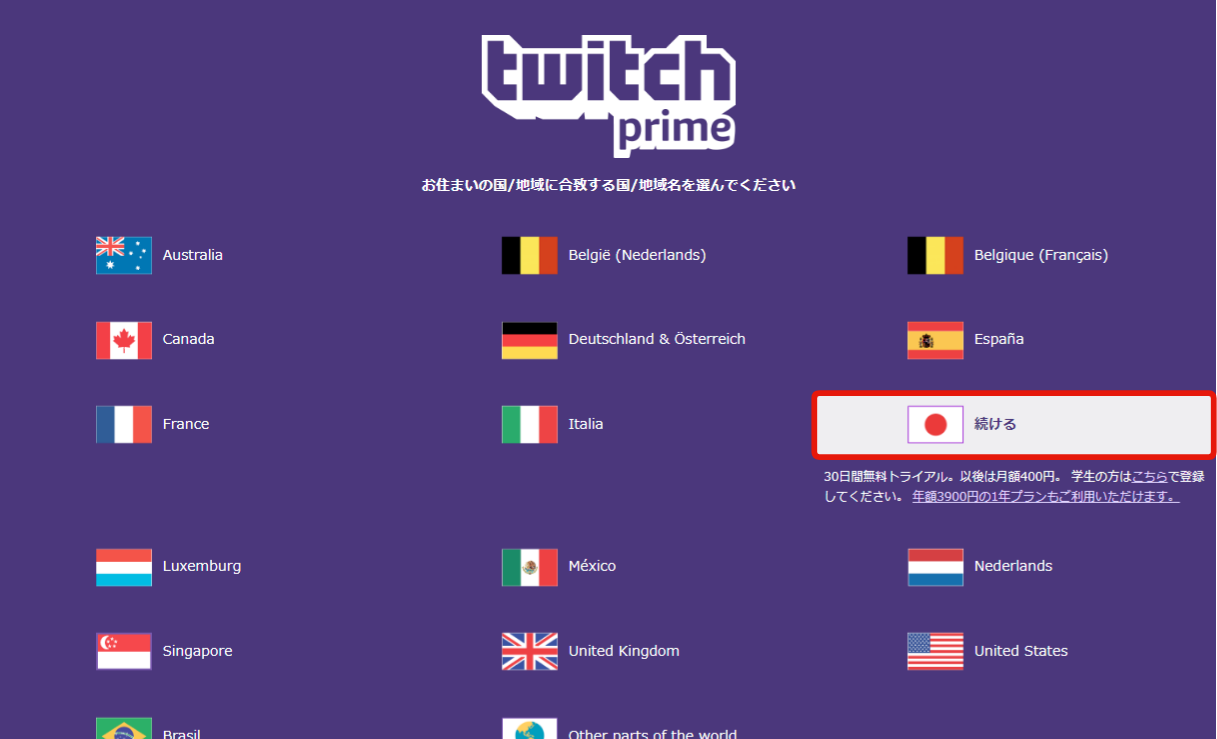 twitch
prime
お住まいの国/地域に合致する国/地域名を選んでください
Australia
België (Nederlands)
Belgique (Français)
Canada
Deutschland & Österreich
España
France
Italia
続ける
30日間無料トライアル。以後は月額400円。 学生の方はこちらで登録
してください。 年額3900円の1年プランもご利用いただけます。
Luxemburg
México
Nederlands
Singapore
United Kingdom
United States
Brasil
Other parts of the world